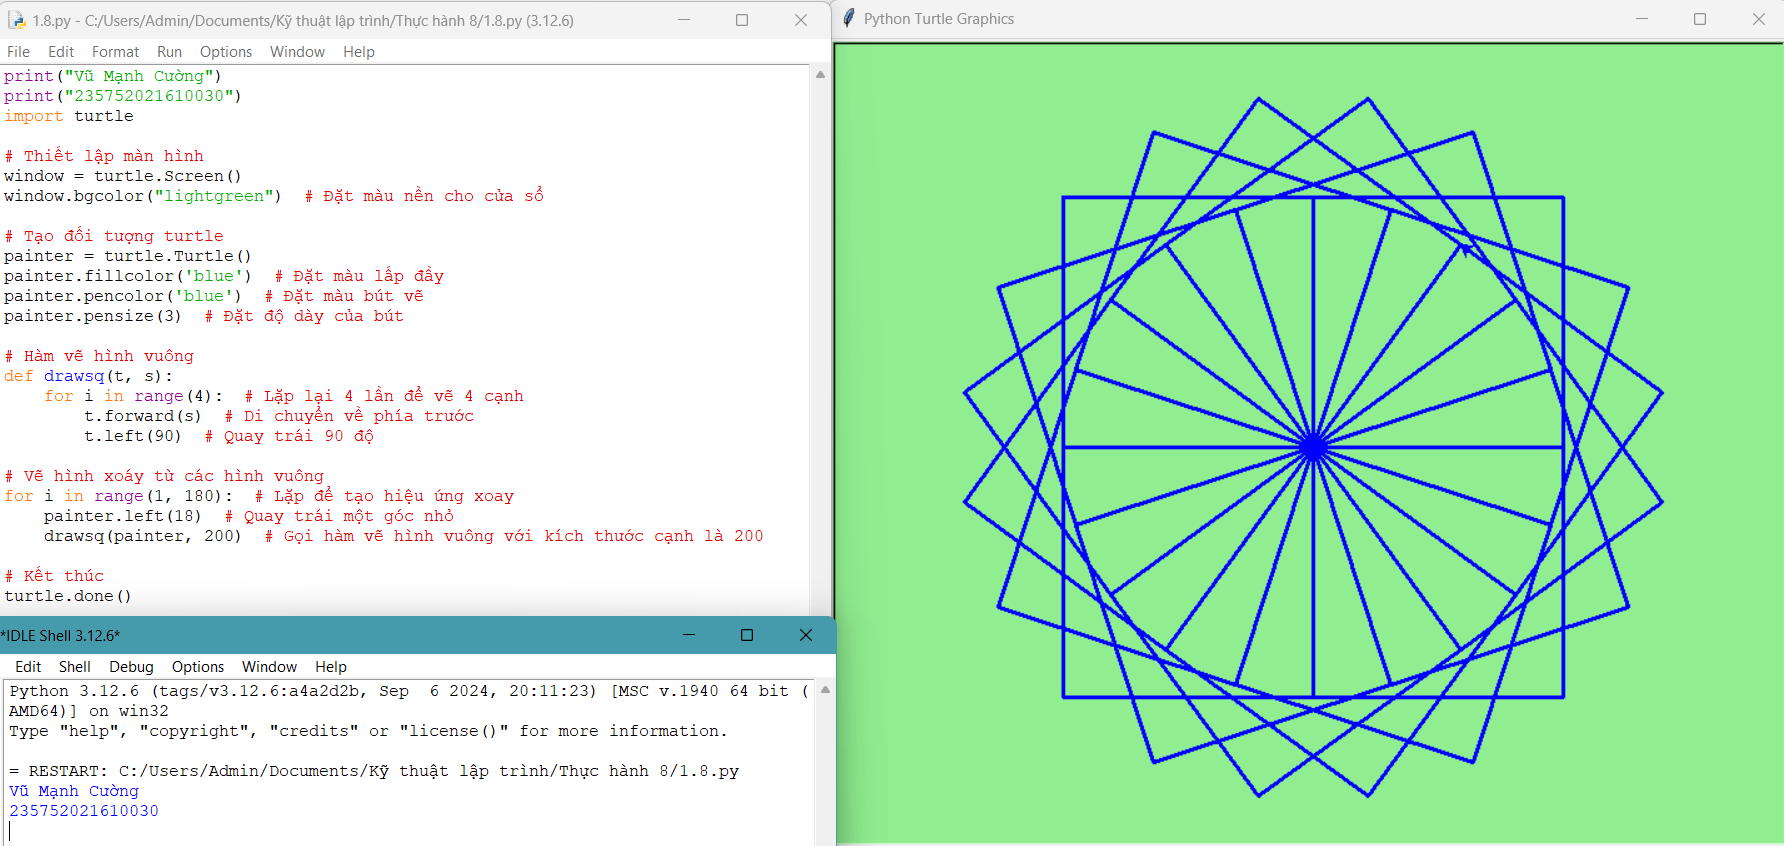 1.8.py - C:/Users/Admin/Documents/Kỹ thuật lập trình/Thực hành 8/1.8.py (3.12.6)
File Edit Format Run Options Window Help
print("Vũ Mạnh Cường")
print("235752021610030")
import turtle
# Thiết lập màn hình
window = turtle.Screen()
window.bgcolor("lightgreen")  # Đặt màu nền cho cửa sổ
# Tạo đối tượng turtle
painter = turtle.Turtle()
painter.fillcolor('blue')  # Đặt màu lấp đầy
painter.pencolor('blue')  # Đặt màu bút vẽ
painter.pensize(3)  # Đặt độ dày của bút
# Hàm vẽ hình vuông
def drawsq(t, s):
    for i in range(4):  # Lặp lại 4 lần để vẽ 4 cạnh
        t.forward(s)  # Di chuyển về phía trước
        t.left(90)  # Quay trái 90 độ
# Vẽ hình xoáy từ các hình vuông
for i in range(1, 180):  # Lặp để tạo hiệu ứng xoay
    painter.left(18)  # Quay trái một góc nhỏ
    drawsq(painter, 200)  # Gọi hàm vẽ hình vuông với kích thước cạnh là 200
# Kết thúc
turtle.done()
*IDLE Shell 3.12.6*
Edit Shell Debug Options Window Help
Python 3.12.6 (tags/v3.12.6:a4a2d2b, Sep  6 2024, 20:11:23) [MSC v.1940 64 bit (
AMD64)] on win32
Type "help", "copyright", "credits" or "license()" for more information.
= RESTART: C:/Users/Admin/Documents/Kỹ thuật lập trình/Thực hành 8/1.8.py
Vũ Mạnh Cường
235752021610030
Python Turtle Graphics